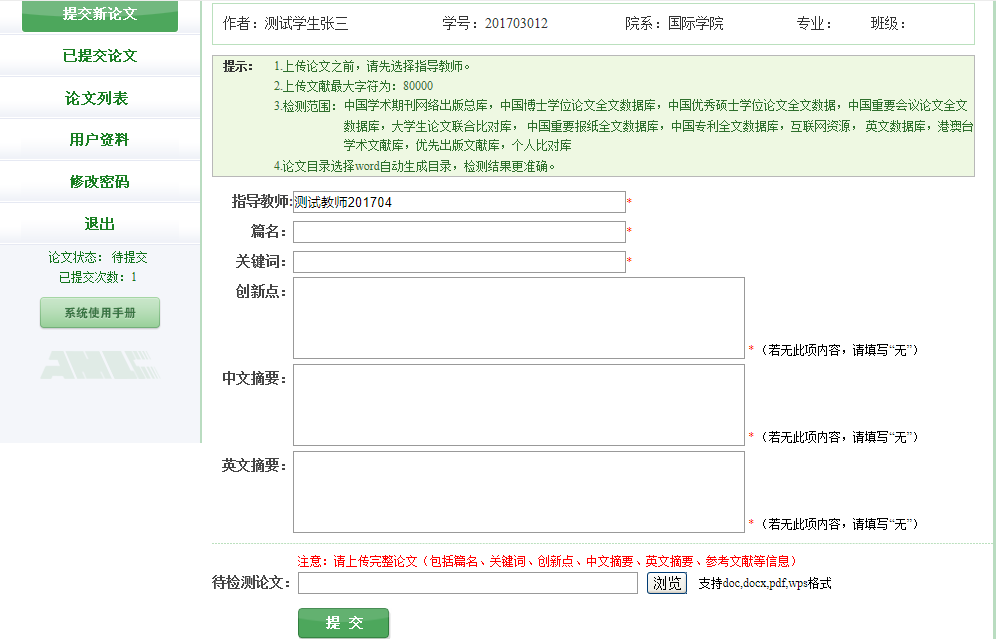 提交新论文
已提交论文
论文列表
用户资料
修改密码
退出
论文状态： 待提交
已提交次数：1
系统使用手册
AMLC
作者：测试学生张三 学号：201703012 院系：国际学院 专业： 班级：
提示： 1.上传论文之前，请先选择指导教师。
2.上传文献最大字符为：80000
3.检测范围：中国学术期刊网络出版总库，中国博士学位论文全文数据库，中国优秀硕士学位论文全文数据，中国重要会议论文全文
数据库，大学生论文联合比对库， 中国重要报纸全文数据库，中国专利全文数据库，互联网资源， 英文数据库，港澳台
学术文献库，优先出版文献库，个人比对库
4.论文目录选择word自动生成目录，检测结果更准确。
指导教师:测试教师201704 *
篇名： *
关键词： *
创新点： *（若无此项内容，请填写“无”）
中文摘要： *（若无此项内容，请填写“无”）
英文摘要： *（若无此项内容，请填写“无”）
注意：请上传完整论文（包括篇名、关键词、创新点、中文摘要、英文摘要、参考文献等信息）
待检测论文： 浏览 支持doc,docx,pdf,wps格式
提 交